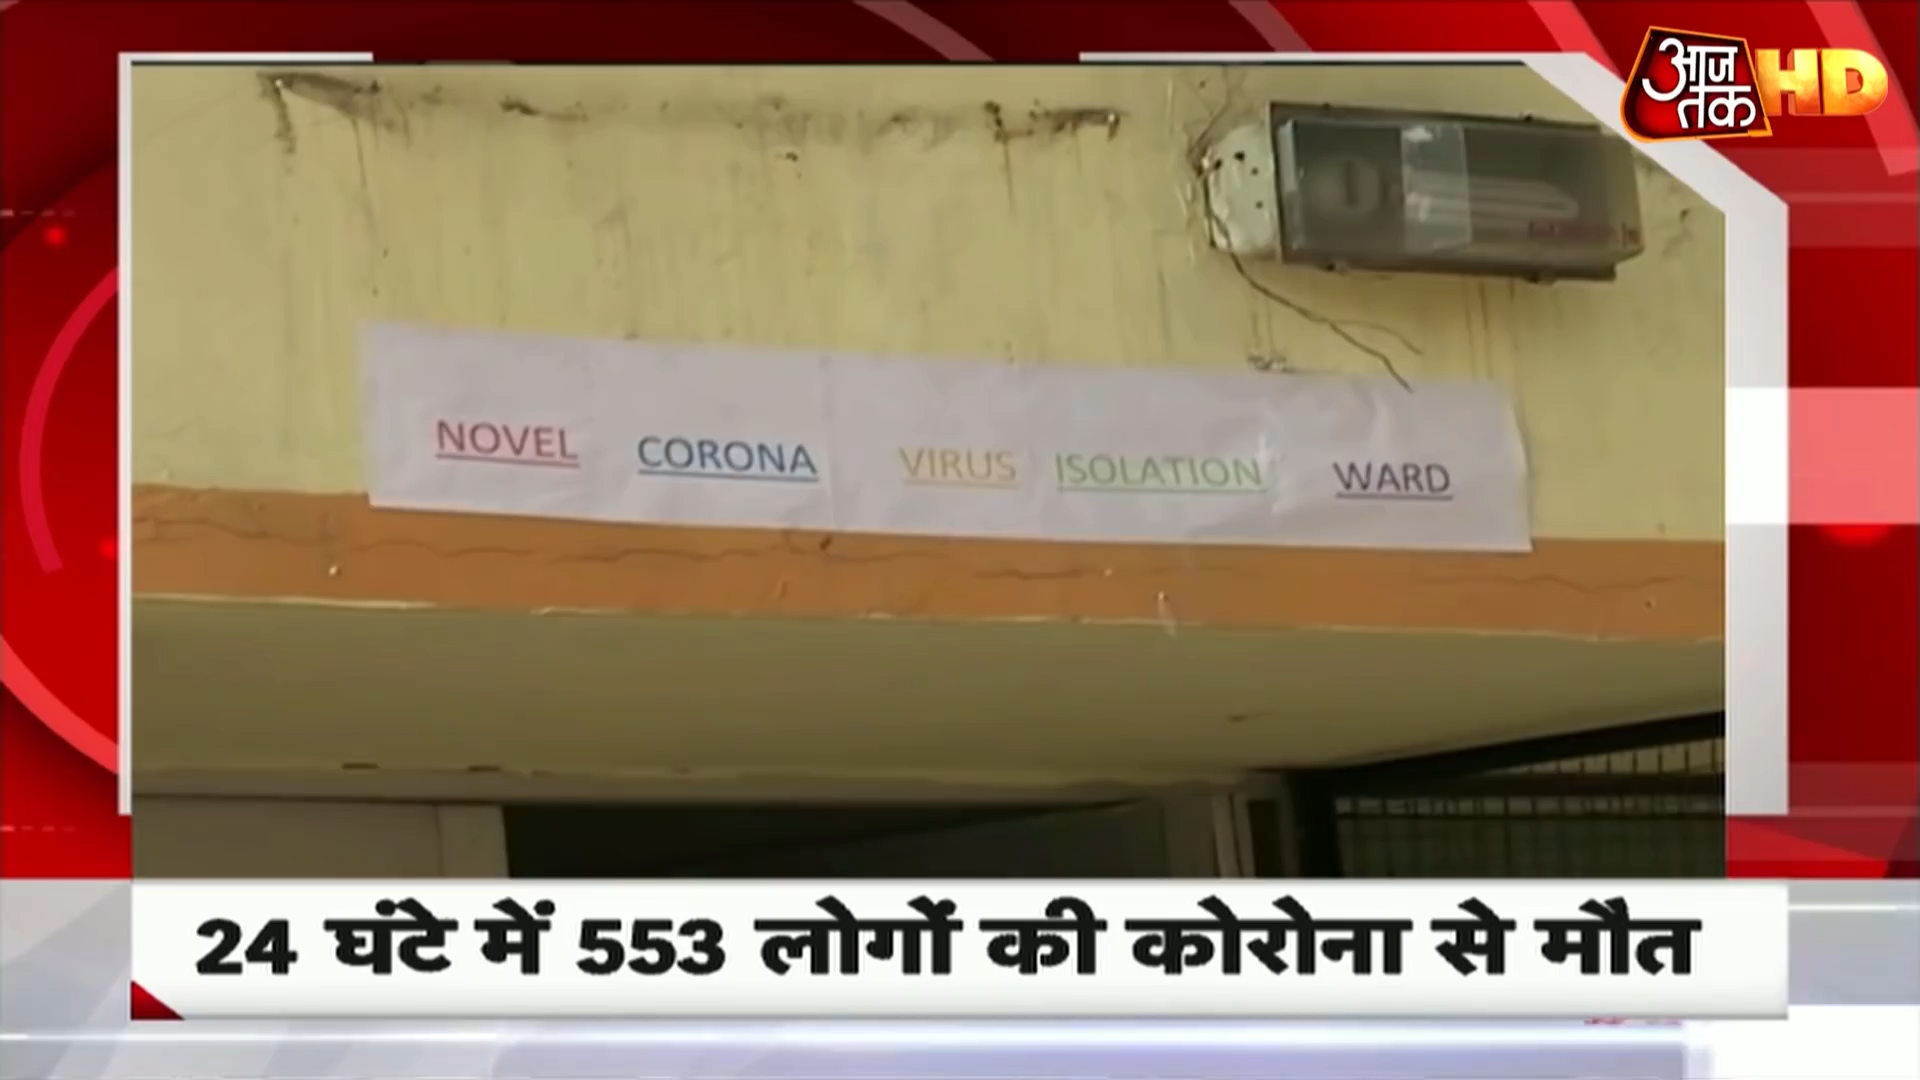 आज
तक HD
NOVEL CORONA VIRUS ISOLATION WARD
24 घंटे में 553 लोगों की कोरोना से मौत